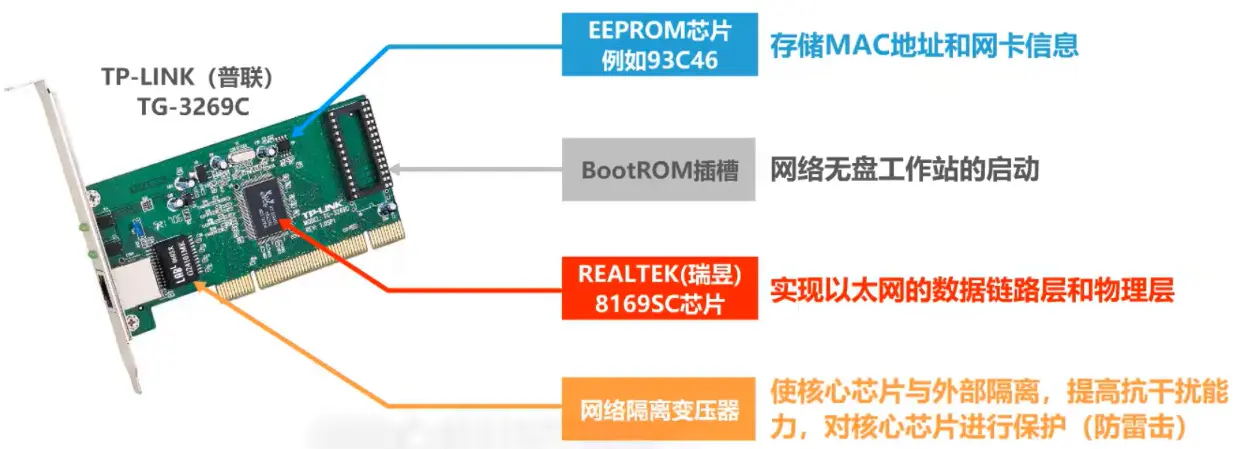 TP-LINK（普联）
TG-3269C
EEPROM芯片
例如93C46
存储MAC地址和网卡信息
BootROM插槽
网络无盘工作站的启动
TP-LINK
MODEL: TG-3269C
REALTEK(瑞昱)
8169SC芯片
实现以太网的数据链路层和物理层
网络隔离变压器
使核心芯片与外部隔离，提高抗干扰能
力，对核心芯片进行保护（防雷击）